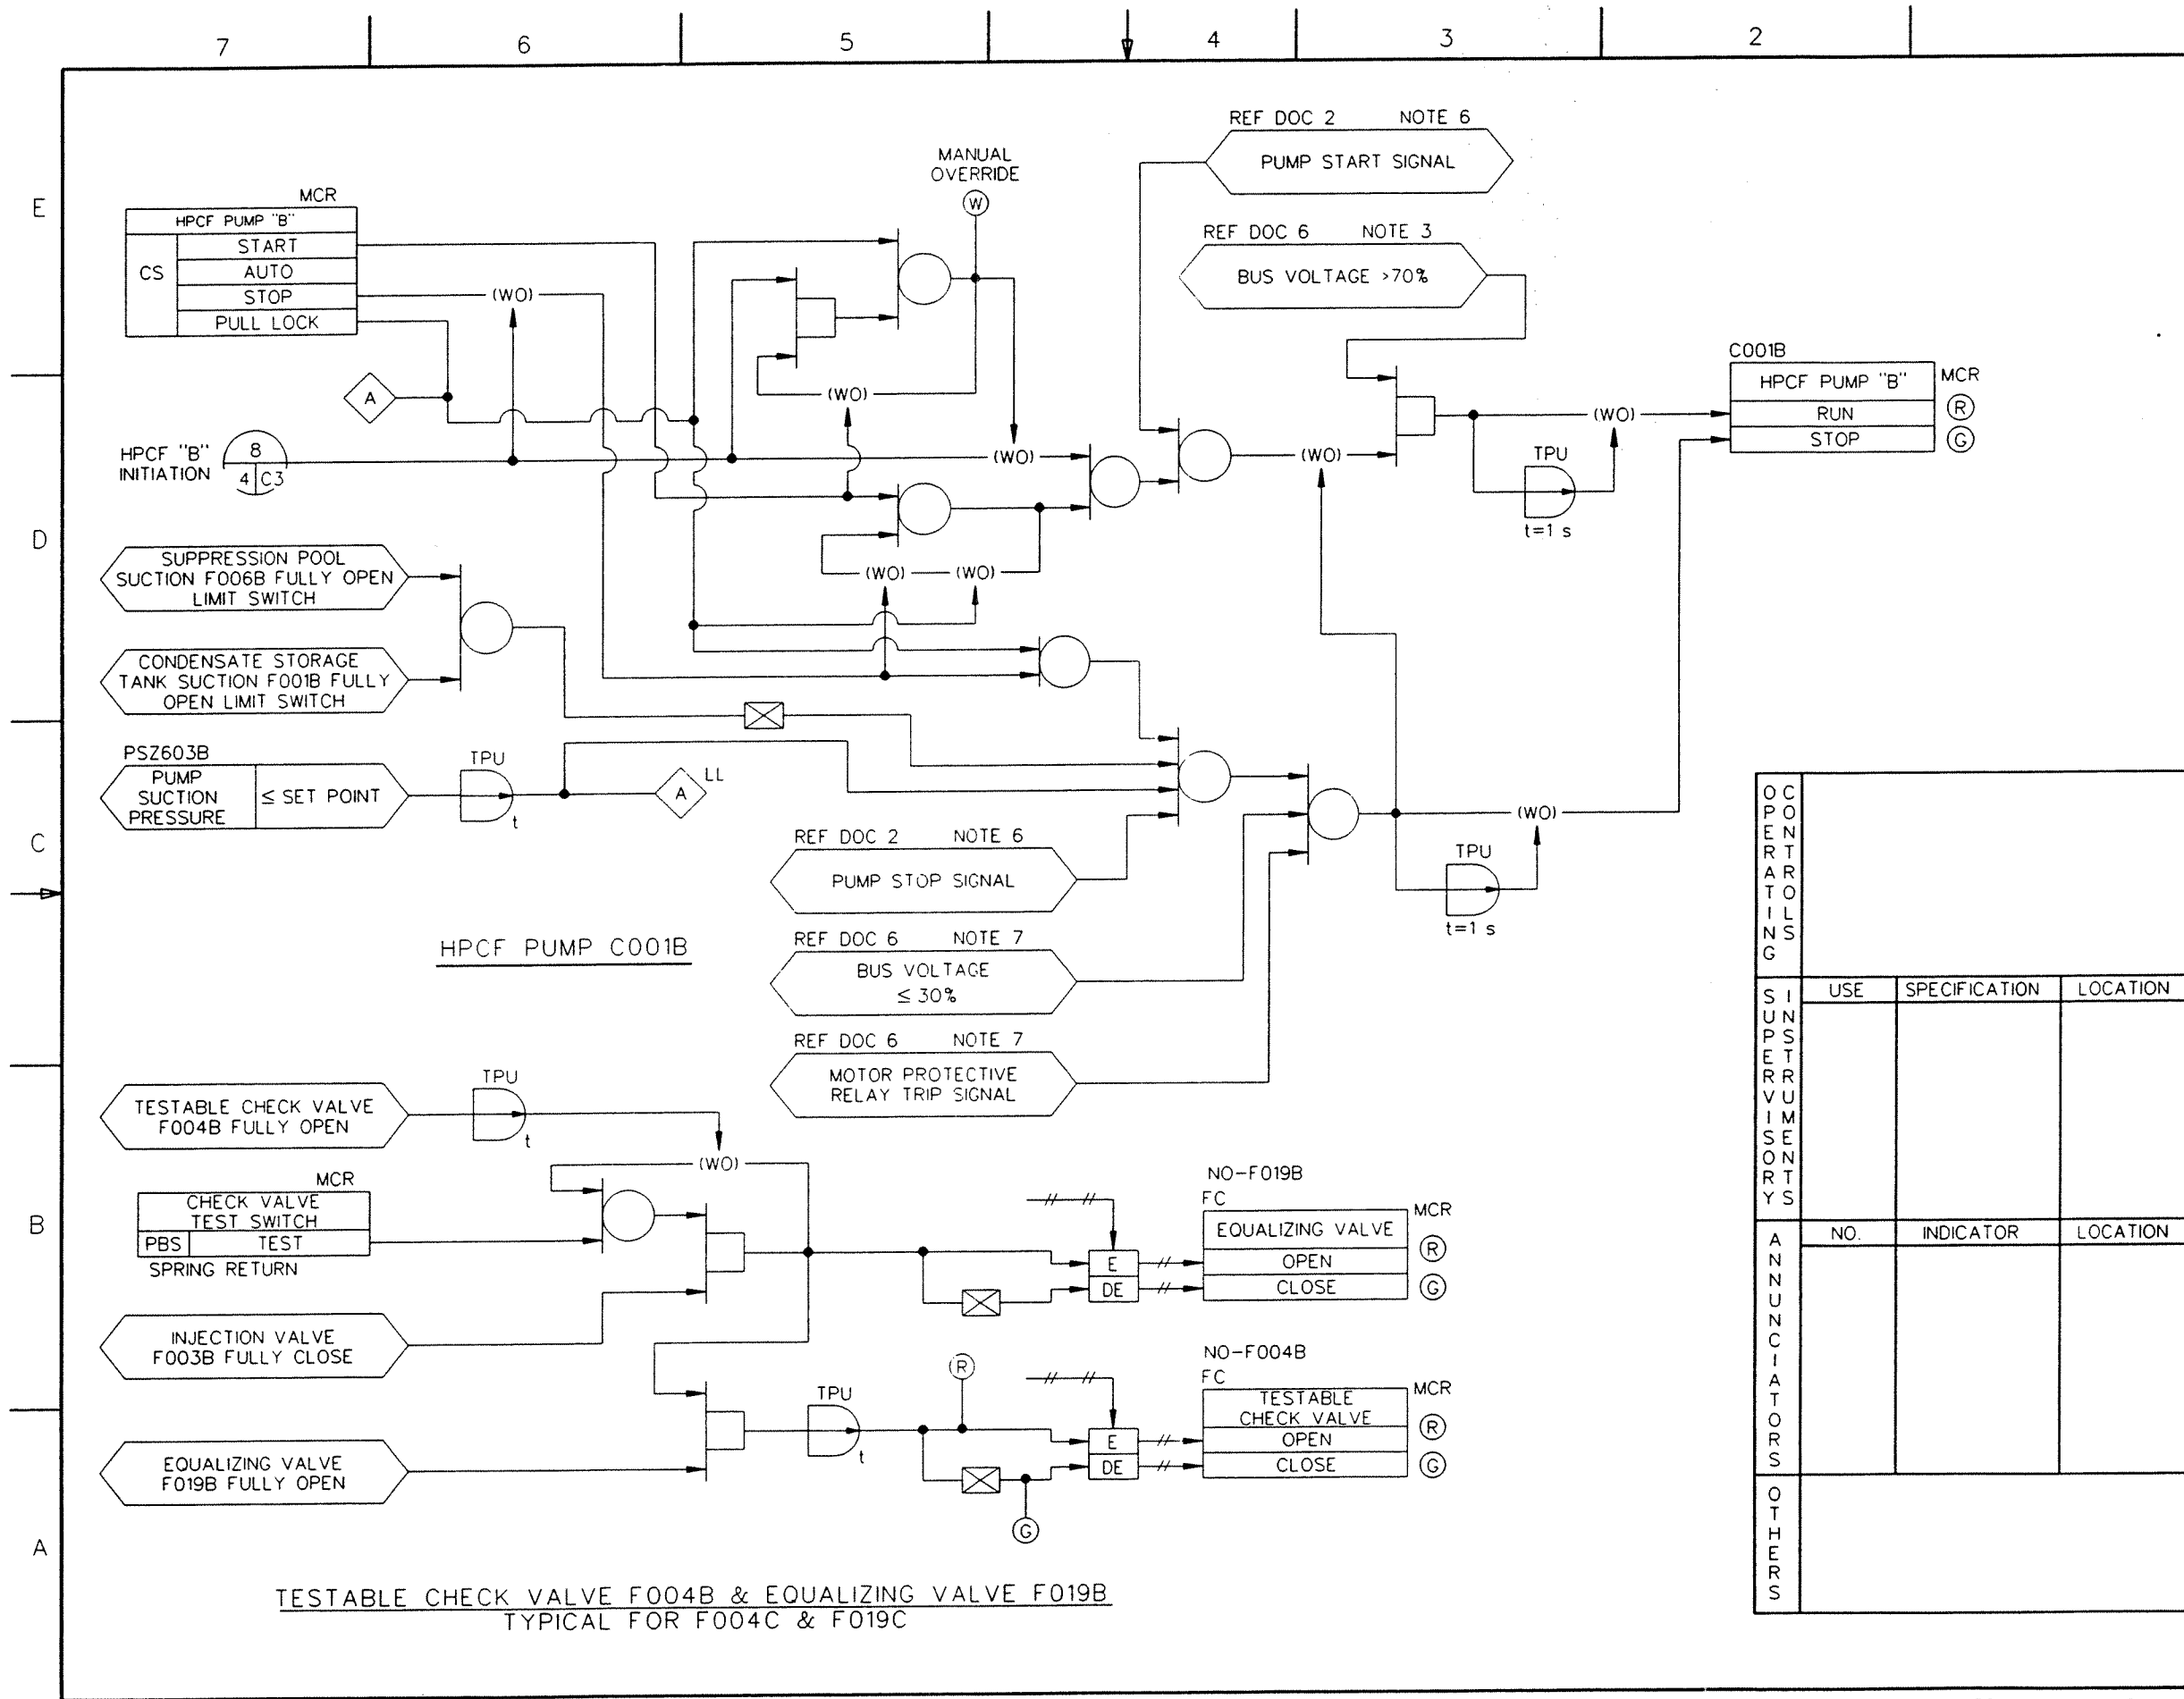 7 6 5 4 3 2
E
D
C
B
A
MCR
HPCF PUMP "B"
CS
START
AUTO
STOP
PULL LOCK
(WO)
MANUAL
OVERRIDE
W
(WO)
(WO)
REF DOC 2 NOTE 6
PUMP START SIGNAL
REF DOC 6 NOTE 3
BUS VOLTAGE >70%
A
HPCF "B"
INITIATION
8
4 C3
(WO) (WO)
(WO)
(WO)
TPU
t=1 s
C001B
HPCF PUMP "B" MCR
RUN R
STOP G
SUPPRESSION POOL
SUCTION F006B FULLY OPEN
LIMIT SWITCH
CONDENSATE STORAGE
TANK SUCTION F001B FULLY
OPEN LIMIT SWITCH
PSZ603B
PUMP
SUCTION
PRESSURE
≤ SET POINT
TPU
t
A
LL
REF DOC 2 NOTE 6
PUMP STOP SIGNAL
REF DOC 6 NOTE 7
BUS VOLTAGE
≤ 30%
REF DOC 6 NOTE 7
MOTOR PROTECTIVE
RELAY TRIP SIGNAL
(WO)
TPU
t=1 s
HPCF PUMP C001B
TESTABLE CHECK VALVE
F004B FULLY OPEN
TPU
t
(WO)
MCR
CHECK VALVE
TEST SWITCH
PBS TEST
SPRING RETURN
INJECTION VALVE
F003B FULLY CLOSE
EQUALIZING VALVE
F019B FULLY OPEN
TPU
t
R
G
E
DE
NO-F019B
FC
EQUALIZING VALVE MCR
OPEN R
CLOSE G
E
DE
NO-F004B
FC
TESTABLE
CHECK VALVE
MCR
OPEN R
CLOSE G
TESTABLE CHECK VALVE F004B & EQUALIZING VALVE F019B
TYPICAL FOR F004C & F019C
OPERATING
CONTROLS
SUPERVISORY
INSTRUMENTS
USE SPECIFICATION LOCATION
ANNUNCIATORS
NO. INDICATOR LOCATION
OTHERS